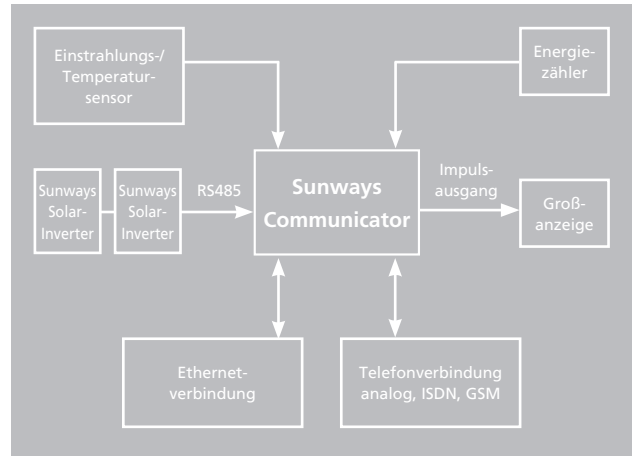 Einstrahlungs-/
Temperatur-
sensor
Energie-
zähler
Sunways
Solar-
Inverter
Sunways
Solar-
Inverter
RS485
Sunways
Communicator
Impuls-
ausgang
Groß-
anzeige
Ethernet-
verbindung
Telefonverbindung
analog, ISDN, GSM